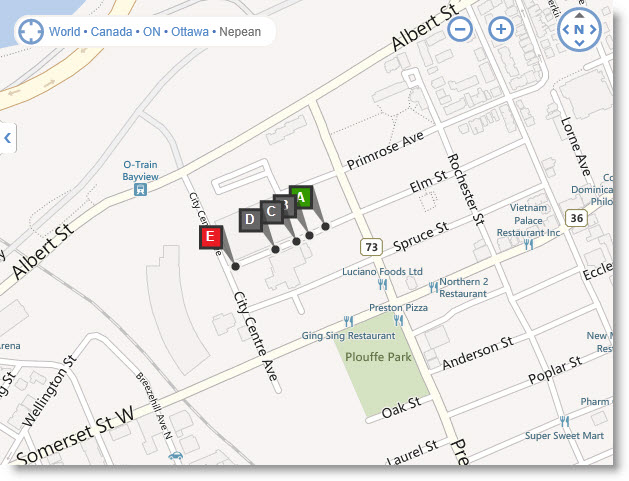 World • Canada • ON • Ottawa • Nepean
N
Albert St
Primrose Ave
Elm St
Rochester St
Lorne Ave
O-Train
Bayview
City Centre Ave
A
B
C
D
E
Albert St
73
Spruce St
Vietnam
Palace
Restaurant Inc
36
Dominica
Philo
Luciano Foods Ltd
Northern 2
Restaurant
Preston Pizza
Ging Sing Restaurant
Eccle
City Centre Ave
Plouffe Park
Anderson St
Poplar St
New M
Rest
Arena
Wellington St
Breezehill Ave N
Oak St
Pharm
Super Sweet Mart
Somerset St W
Laurel St
Pre